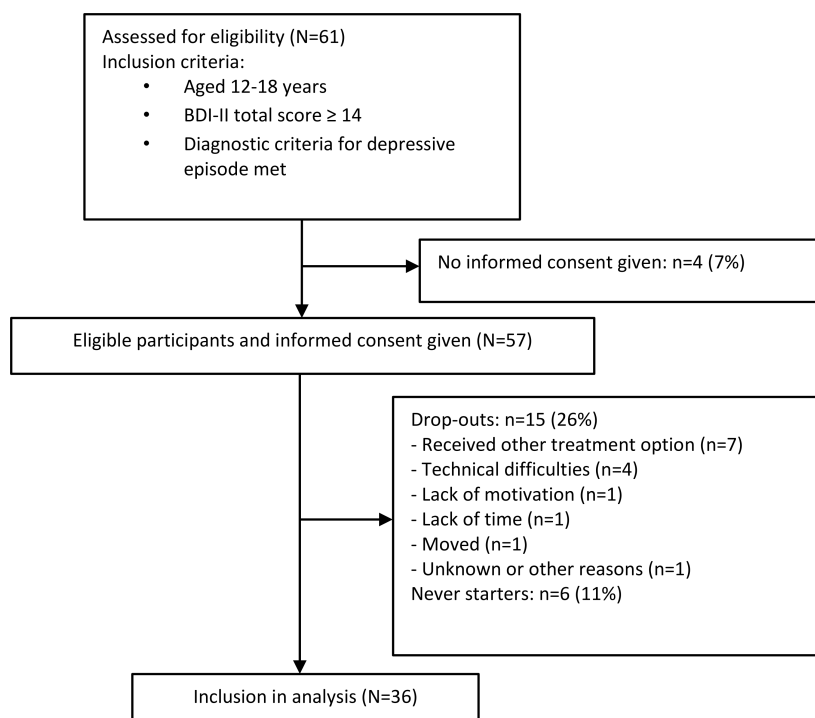 Assessed for eligibility (N=61)
Inclusion criteria:
• Aged 12-18 years
• BDI-II total score ≥ 14
• Diagnostic criteria for depressive
episode met
No informed consent given: n=4 (7%)
Eligible participants and informed consent given (N=57)
Drop-outs: n=15 (26%)
- Received other treatment option (n=7)
- Technical difficulties (n=4)
- Lack of motivation (n=1)
- Lack of time (n=1)
- Moved (n=1)
- Unknown or other reasons (n=1)
Never starters: n=6 (11%)
Inclusion in analysis (N=36)